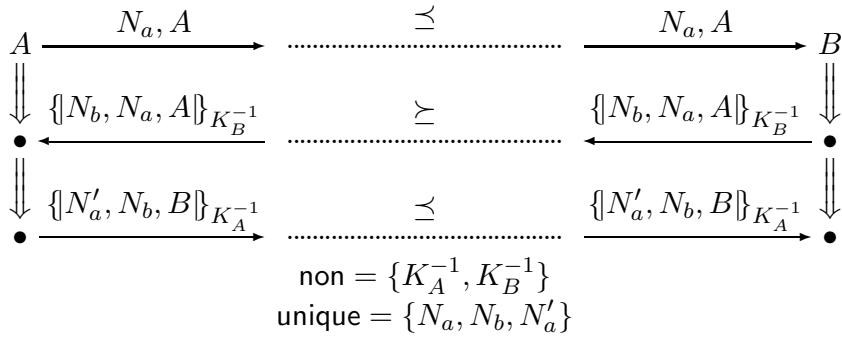 N_a, A ⪯ N_a, A
A B
{|N_b, N_a, A|}_{K_B^{-1}} ⪰ {|N_b, N_a, A|}_{K_B^{-1}}
{|N'_a, N_b, B|}_{K_A^{-1}} ⪯ {|N'_a, N_b, B|}_{K_A^{-1}}
non = {K_A^{-1}, K_B^{-1}}
unique = {N_a, N_b, N'_a}